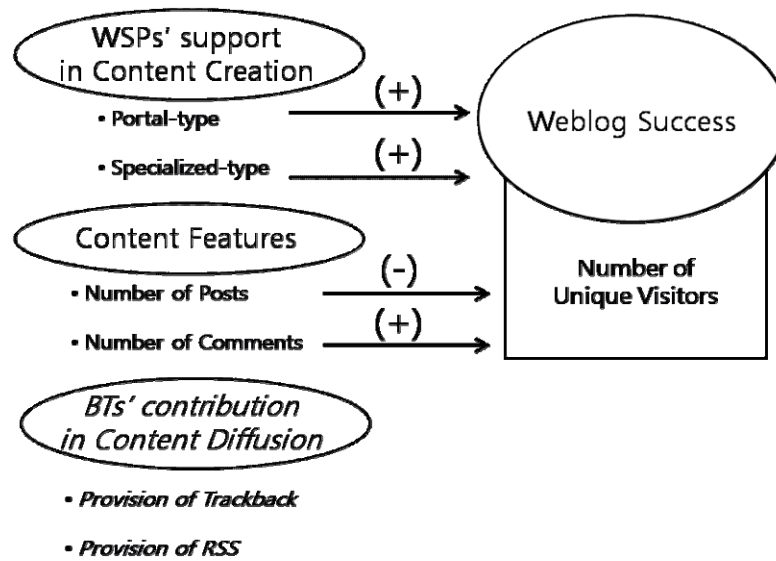 WSPs' support
in Content Creation
(+)
• Portal-type
Weblog Success
(+)
• Specialized-type
Content Features
(-)
Number of
Unique Visitors
• Number of Posts
(+)
• Number of Comments
BTs' contribution
in Content Diffusion
• Provision of Trackback
• Provision of RSS